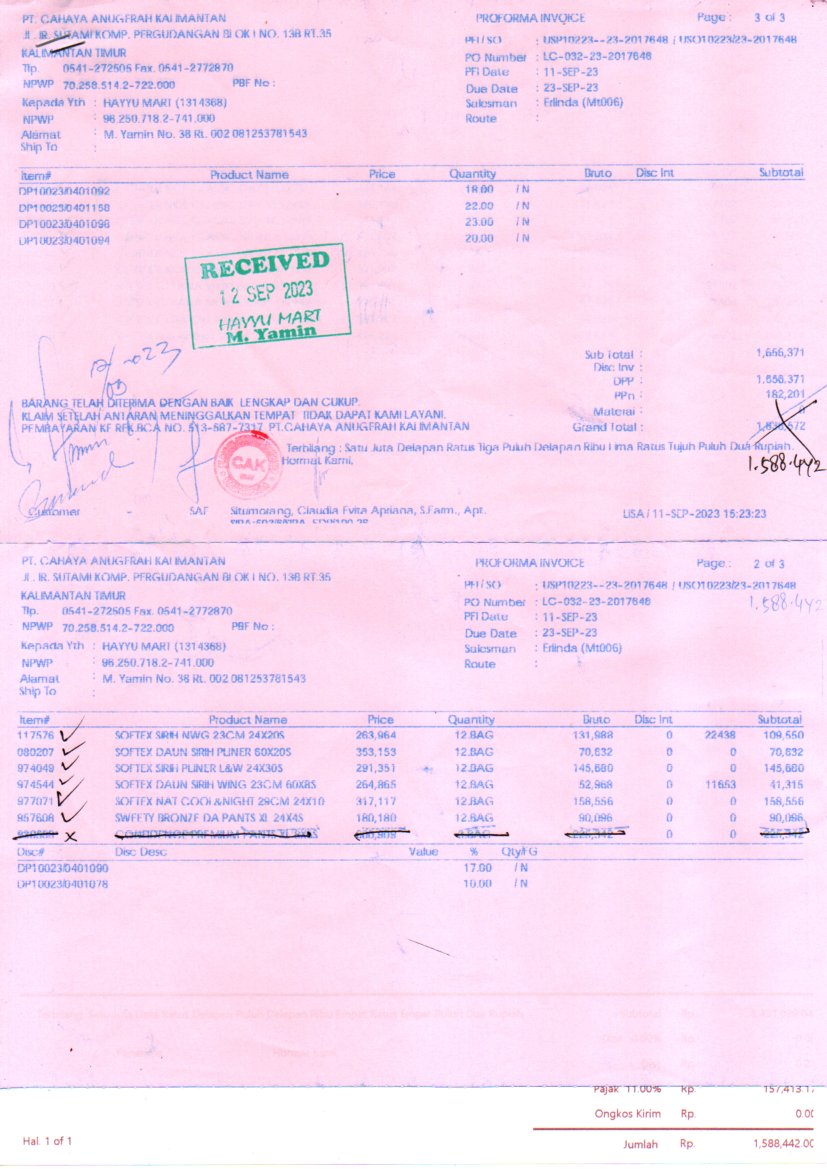 PT. CAHAYA ANUGERAH KALIMANTAN PROFORMA INVOICE Page : 3 of 3
JL. IR. SUTAMI KOMP. PERGUDANGAN BLOK I NO. 13B RT.35 PFI / SO : USP10223--23-2017648 / USO10223/23-2017648
KALIMANTAN TIMUR PO Number : LC-032-23-2017648
Tlp. 0541-272505 Fax. 0541-2772870 PFI Date : 11-SEP-23
NPWP 70.258.514.2-722.000 PBF No : Due Date : 23-SEP-23
Kepada Yth : HAYYU MART (1314368) Salesman : Erlinda (Mt006)
NPWP : 96.250.718.2-741.000 Route :
Alamat : M. Yamin No. 38 Rt. 002 081253781543
Ship To :
Item# Product Name Price Quantity Bruto Disc Int Subtotal
DP10023/0401092 18.00 / N
DP10023/0401158 22.00 / N
DP10023/0401096 23.00 / N
DP10023/0401094 20.00 / N
RECEIVED
12 SEP 2023
HAYYU MART
M. Yamin
Sub Total : 1,656,371
Disc Inv :
DPP : 1,656,371
PPn : 182,201
Materai : 0
Grand Total :
BARANG TELAH DITERIMA DENGAN BAIK LENGKAP DAN CUKUP.
KLAIM SETELAH ANTARAN MENINGGALKAN TEMPAT TIDAK DAPAT KAMI LAYANI.
PEMBAYARAN KE REK.BCA NO. 513-587-7317 PT.CAHAYA ANUGERAH KALIMANTAN
Terbilang : Satu Juta Delapan Ratus Tiga Puluh Delapan Ribu Lima Ratus Tujuh Puluh Dua Rupiah.
Hormat Kami,
1.588.442
CAK
Customer - SAF Situmorang, Claudia Evita Apriana, S.Farm., Apt. LISA / 11-SEP-2023 15:23:23
PT. CAHAYA ANUGERAH KALIMANTAN PROFORMA INVOICE Page : 2 of 3
JL. IR. SUTAMI KOMP. PERGUDANGAN BLOK I NO. 13B RT.35 PFI / SO : USP10223--23-2017648 / USO10223/23-2017648
KALIMANTAN TIMUR PO Number : LC-032-23-2017648
1.588.442
Tlp. 0541-272505 Fax. 0541-2772870 PFI Date : 11-SEP-23
NPWP 70.258.514.2-722.000 PBF No : Due Date : 23-SEP-23
Kepada Yth : HAYYU MART (1314368) Salesman : Erlinda (Mt006)
NPWP : 96.250.718.2-741.000 Route :
Alamat : M. Yamin No. 38 Rt. 002 081253781543
Ship To :
Item# Product Name Price Quantity Bruto Disc Int Subtotal
117576 SOFTEX SIRIH NWG 23CM 24X20S 263,964 12.BAG 131,988 0 22438 109,550
080207 SOFTEX DAUN SIRIH PLINER 60X20S 353,153 12.BAG 70,632 0 0 70,632
974049 SOFTEX SIRIH PLINER L&W 24X30S 291,351 12.BAG 145,680 0 0 145,680
974544 SOFTEX DAUN SIRIH WING 23CM 60X8S 264,865 12.BAG 52,968 0 11653 41,315
977071 SOFTEX NAT COOL&NIGHT 29CM 24X10 317,117 12.BAG 158,556 0 0 158,556
957608 SWEETY BRONZE DA PANTS XL 24X4S 180,180 12.BAG 90,096 0 0 90,096
0 0
Disc# Disc Desc Value % Qty/FG
DP10023/0401090 17.00 / N
DP10023/0401078 10.00 / N
Pajak 11.00% Rp. 157,413.1
Ongkos Kirim Rp. 0.00
Hal. 1 of 1 Jumlah Rp. 1,588,442.00